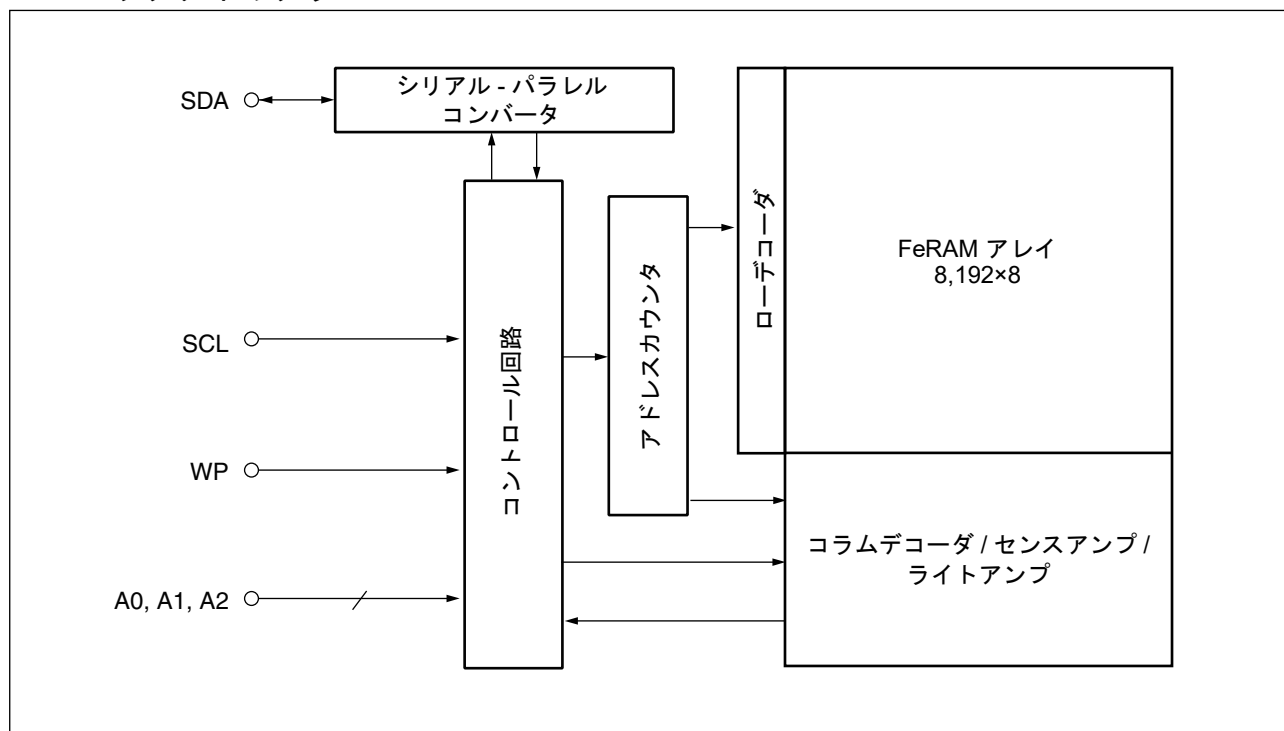 SDA
シリアル - パラレル
コンバータ
SCL
WP
A0, A1, A2
コントロール回路
アドレスカウンタ
ローデコーダ
FeRAM アレイ
8,192×8
コラムデコーダ / センスアンプ /
ライトアンプ